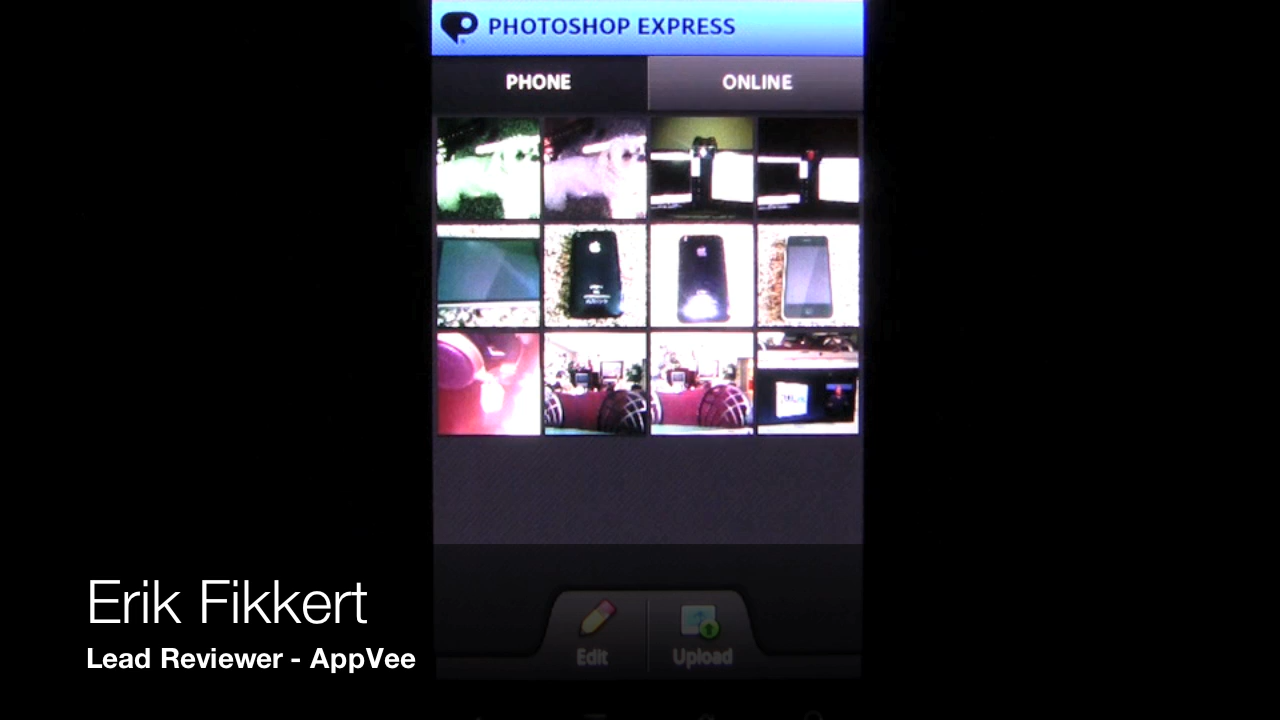 PHOTOSHOP EXPRESS
PHONE
ONLINE
Edit
Upload
Erik Fikkert
Lead Reviewer - AppVee